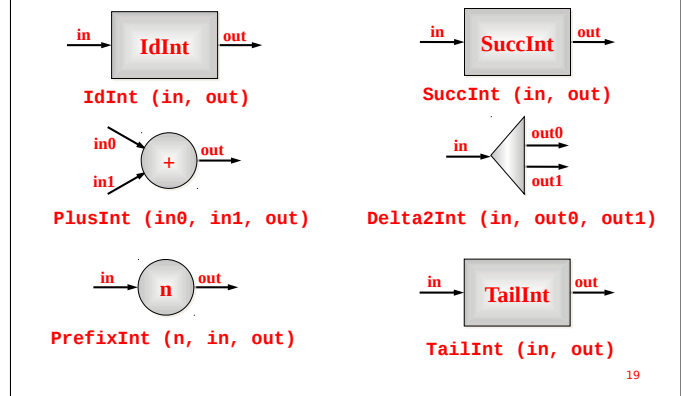 in
IdInt
out
IdInt (in, out)
in
SuccInt
out
SuccInt (in, out)
in0
in1
+
out
PlusInt (in0, in1, out)
in
out0
out1
Delta2Int (in, out0, out1)
in
n
out
PrefixInt (n, in, out)
in
TailInt
out
TailInt (in, out)
19